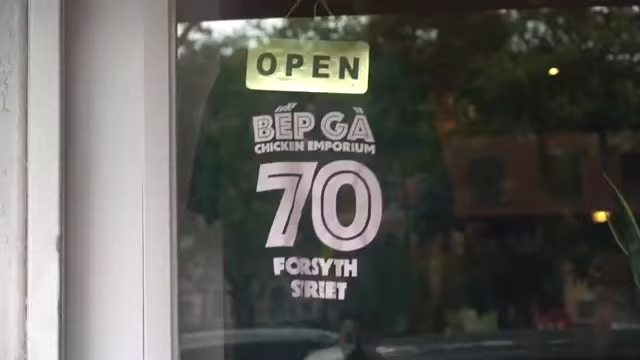 OPEN
BẾP GÀ
CHICKEN EMPORIUM
70
FORSYTH
STREET